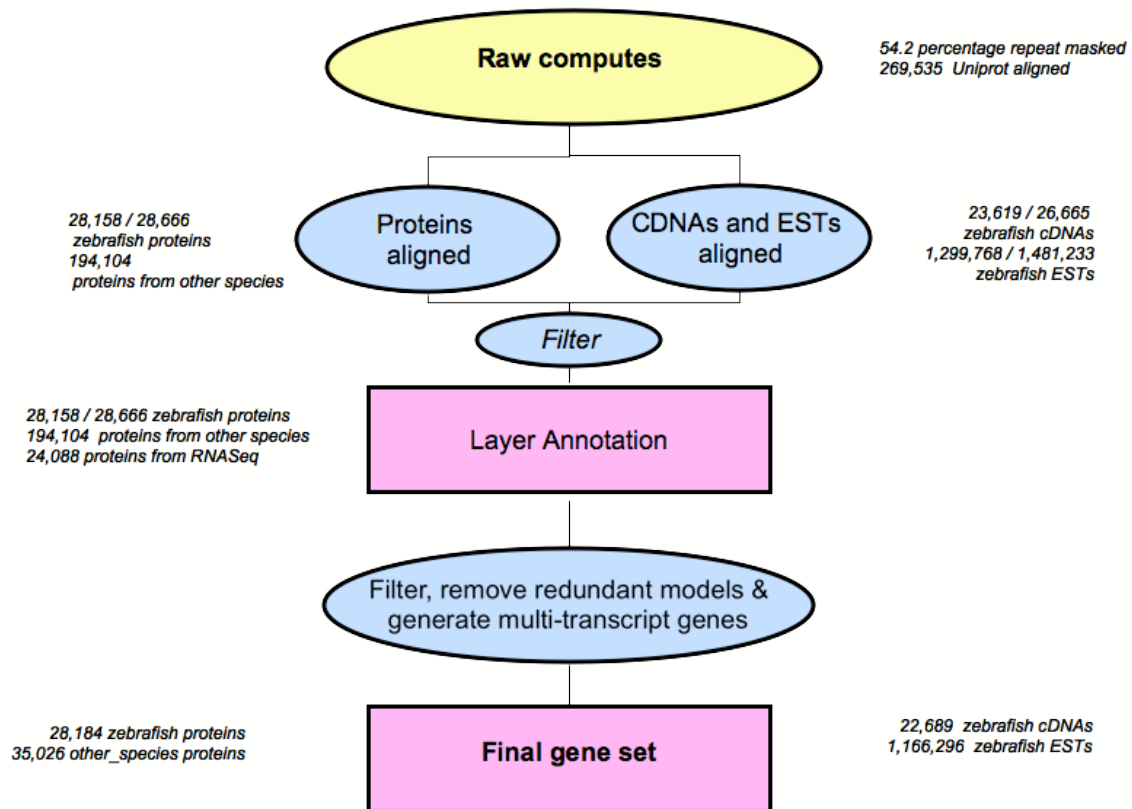 Raw computes
54.2 percentage repeat masked
269,535 Uniprot aligned
28,158 / 28,666
zebrafish proteins
194,104
proteins from other species
Proteins
aligned
CDNAs and ESTs
aligned
23,619 / 26,665
zebrafish cDNAs
1,299,768 / 1,481,233
zebrafish ESTs
Filter
28,158 / 28,666 zebrafish proteins
194,104 proteins from other species
24,088 proteins from RNASeq
Layer Annotation
Filter, remove redundant models &
generate multi-transcript genes
28,184 zebrafish proteins
35,026 other_species proteins
Final gene set
22,689 zebrafish cDNAs
1,166,296 zebrafish ESTs